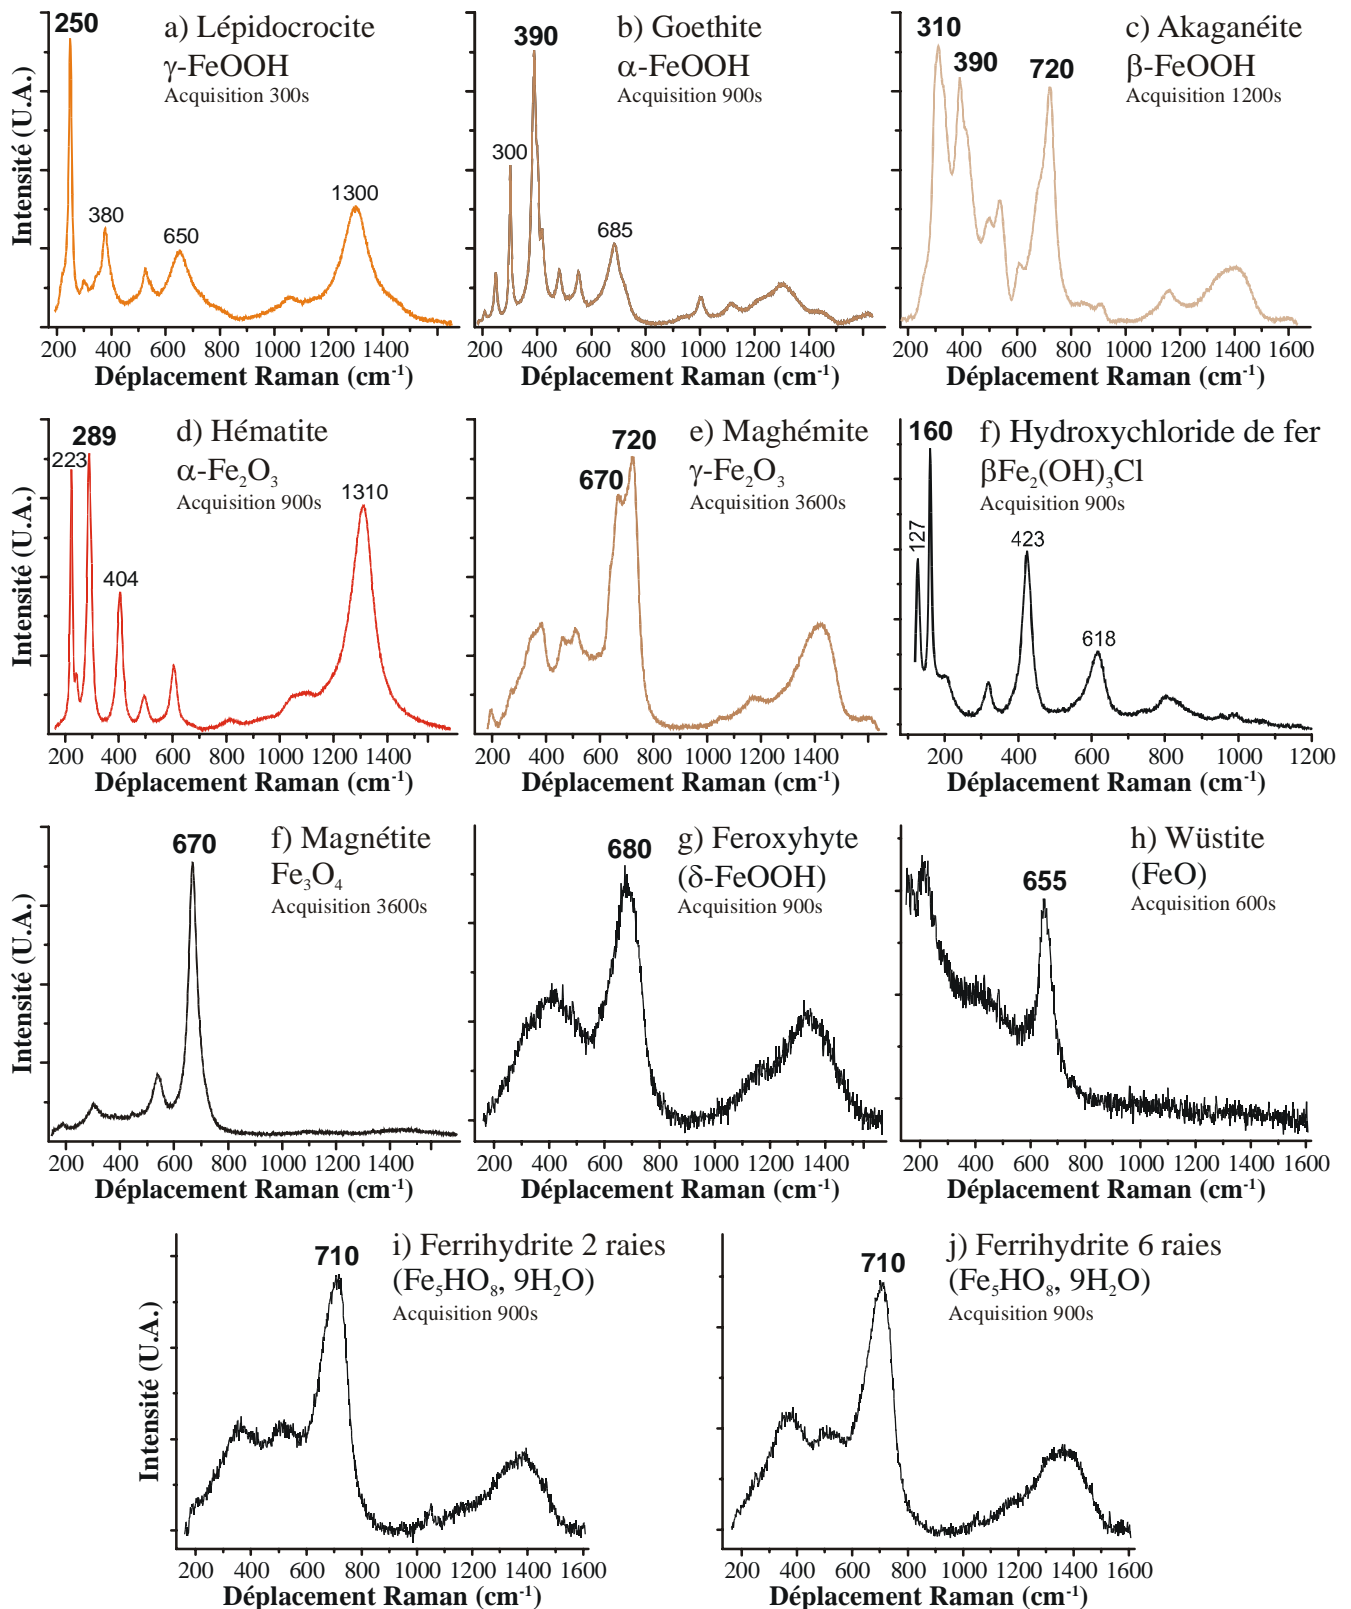 a) Lépidocrocite
γ-FeOOH
Acquisition 300s
250
380
650
1300
Intensité (U.A.)
200 400 600 800 1000 1200 1400
Déplacement Raman (cm-1)
b) Goethite
α-FeOOH
Acquisition 900s
390
300
685
200 400 600 800 1000 1200 1400
Déplacement Raman (cm-1)
c) Akaganéite
β-FeOOH
Acquisition 1200s
310
390
720
200 400 600 800 1000 1200 1400 1600
Déplacement Raman (cm-1)
d) Hématite
α-Fe2O3
Acquisition 900s
289
223
404
1310
Intensité (U.A.)
200 400 600 800 1000 1200 1400
Déplacement Raman (cm-1)
e) Maghémite
γ-Fe2O3
Acquisition 3600s
720
670
200 400 600 800 1000 1200 1400
Déplacement Raman (cm-1)
f) Hydroxychloride de fer
βFe2(OH)3Cl
Acquisition 900s
160
127
423
618
200 400 600 800 1000 1200
Déplacement Raman (cm-1)
f) Magnétite
Fe3O4
Acquisition 3600s
670
Intensité (U.A.)
200 400 600 800 1000 1200 1400
Déplacement Raman (cm-1)
g) Feroxyhyte
(δ-FeOOH)
Acquisition 900s
680
200 400 600 800 1000 1200 1400
Déplacement Raman (cm-1)
h) Wüstite
(FeO)
Acquisition 600s
655
200 400 600 800 1000 1200 1400 1600
Déplacement Raman (cm-1)
i) Ferrihydrite 2 raies
(Fe5HO8, 9H2O)
Acquisition 900s
710
Intensité (U.A.)
200 400 600 800 1000 1200 1400 1600
Déplacement Raman (cm-1)
j) Ferrihydrite 6 raies
(Fe5HO8, 9H2O)
Acquisition 900s
710
200 400 600 800 1000 1200 1400 1600
Déplacement Raman (cm-1)